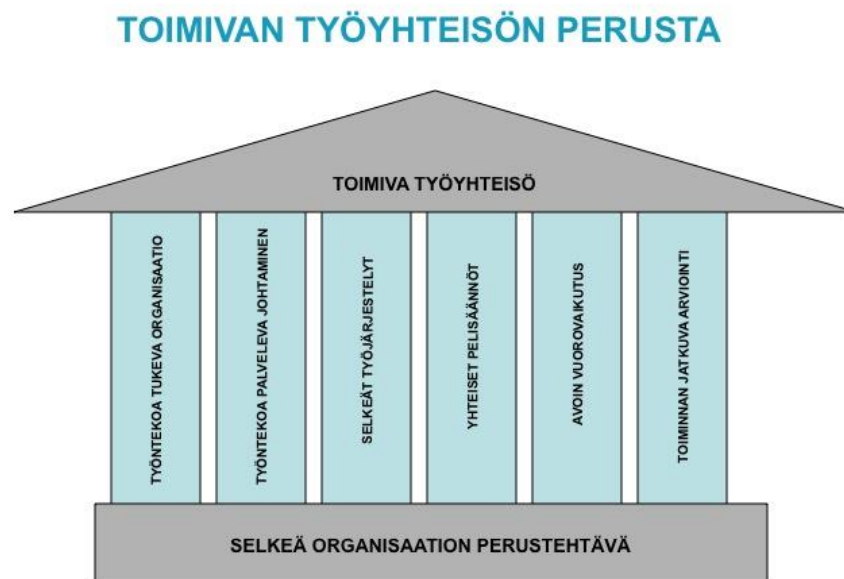 TOIMIVAN TYÖYHTEISÖN PERUSTA
TOIMIVA TYÖYHTEISÖ
TYÖNTEKOA TUKEVA ORGANISAATIO
TYÖNTEKOA PALVELEVA JOHTAMINEN
SELKEÄT TYÖJÄRJESTELYT
YHTEISET PELISÄÄNNÖT
AVOIN VUOROVAIKUTUS
TOIMINNAN JATKUVA ARVIOINTI
SELKEÄ ORGANISAATION PERUSTEHTÄVÄ